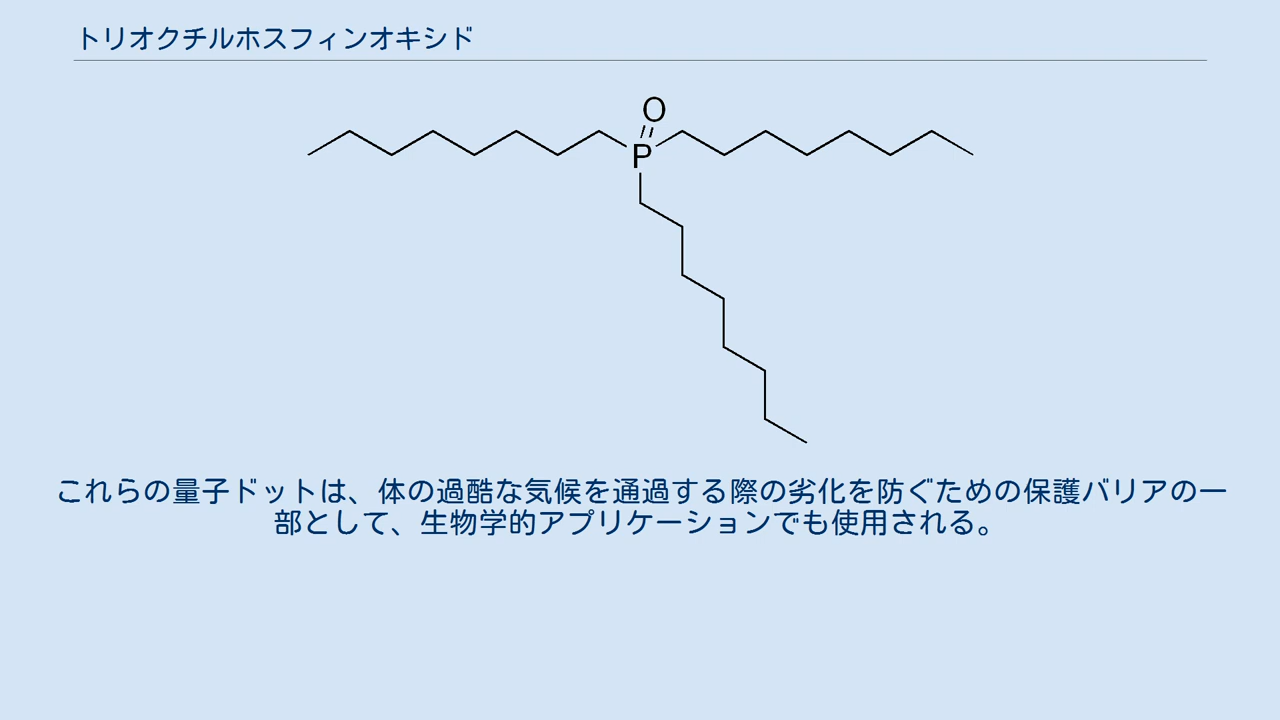 トリオクチルホスフィンオキシド
O
P
これらの量子ドットは、体の過酷な気候を通過する際の劣化を防ぐための保護バリアの一
部として、生物学的アプリケーションでも使用される。